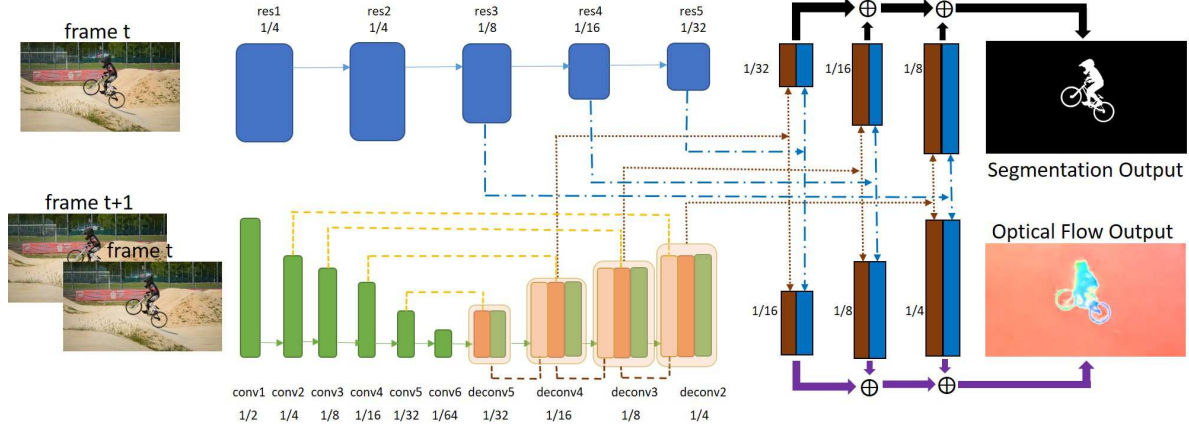 frame t
res1
1/4
res2
1/4
res3
1/8
res4
1/16
res5
1/32
1/32
1/16
1/8
Segmentation Output
frame t+1
frame t
conv1
1/2
conv2
1/4
conv3
1/8
conv4
1/16
conv5
1/32
conv6
1/64
deconv5
1/32
deconv4
1/16
deconv3
1/8
deconv2
1/4
1/16
1/8
1/4
Optical Flow Output